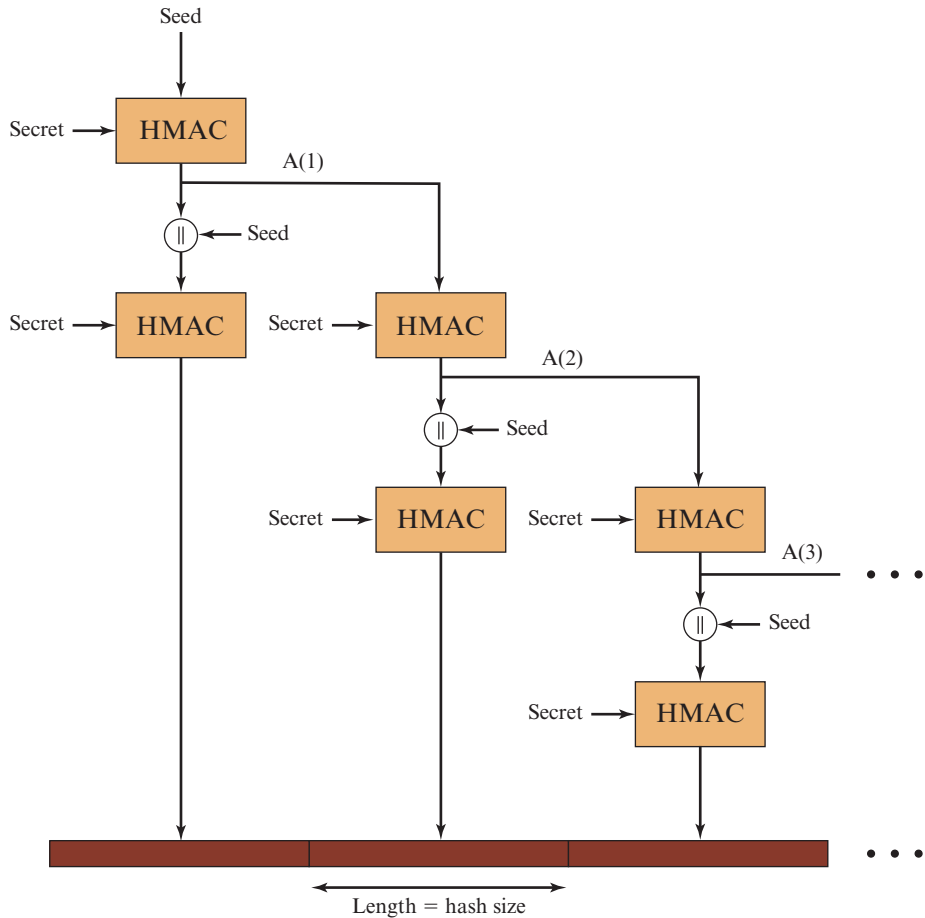 Seed
Secret
HMAC
A(1)
||
Seed
Secret
HMAC
Secret
HMAC
A(2)
||
Seed
Secret
HMAC
Secret
HMAC
A(3)
||
Seed
Secret
HMAC
Length = hash size